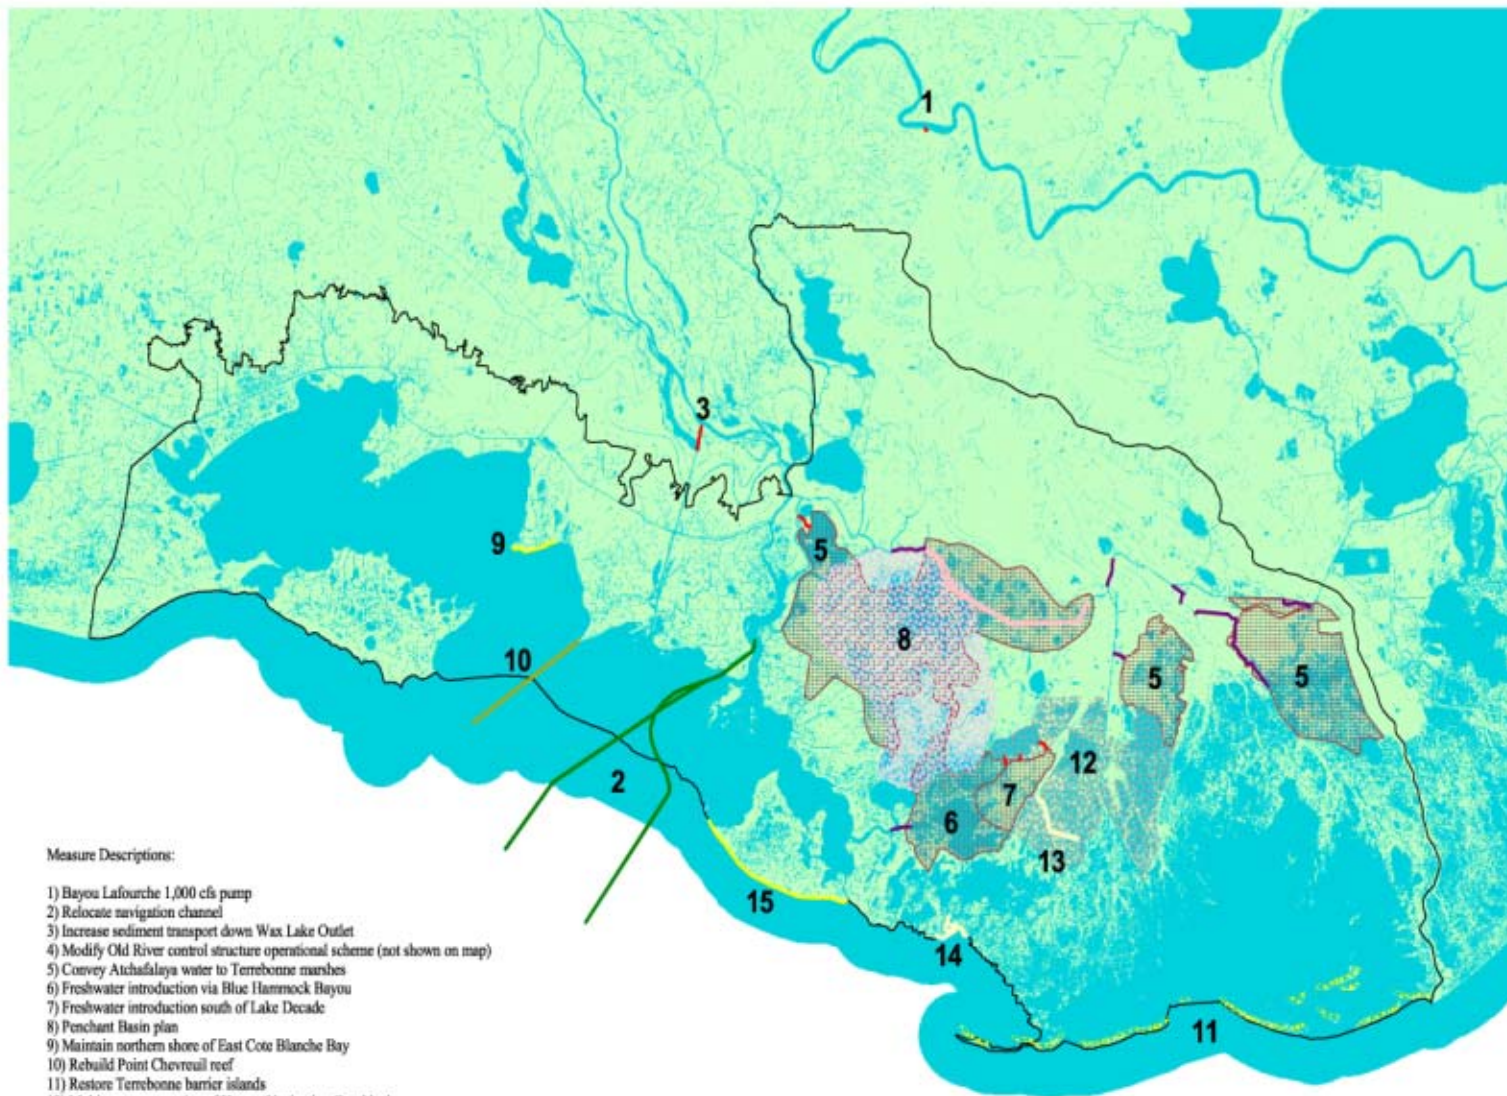 1
3
9
5
8
5
5
10
2
12
7
6
13
15
14
11
Measure Descriptions:
1) Bayou Lafourche 1,000 cfs pump
2) Relocate navigation channel
3) Increase sediment transport down Wax Lake Outlet
4) Modify Old River control structure operational scheme (not shown on map)
5) Convey Atchafalaya water to Terrebonne marshes
6) Freshwater introduction via Blue Hammock Bayou
7) Freshwater introduction south of Lake Decade
8) Penchant Basin plan
9) Maintain northern shore of East Cote Blanche Bay
10) Rebuild Point Chevreuil reef
11) Restore Terrebonne barrier islands